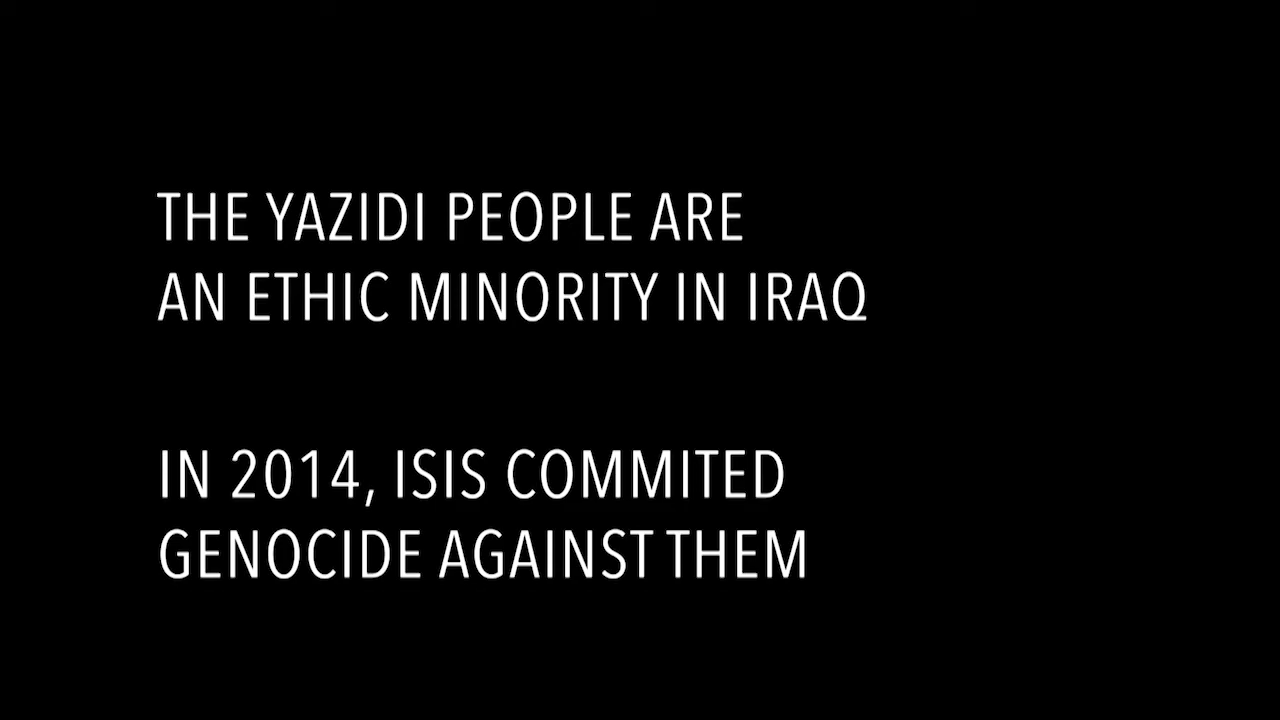 THE YAZIDI PEOPLE ARE
AN ETHIC MINORITY IN IRAQ
IN 2014, ISIS COMMITED
GENOCIDE AGAINST THEM